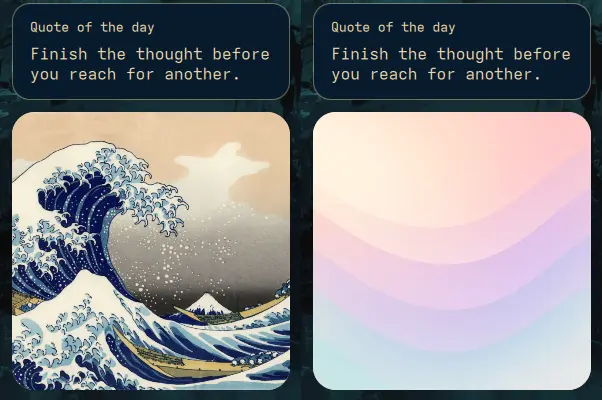 Quote of the day
Finish the thought before
you reach for another.
Quote of the day
Finish the thought before
you reach for another.